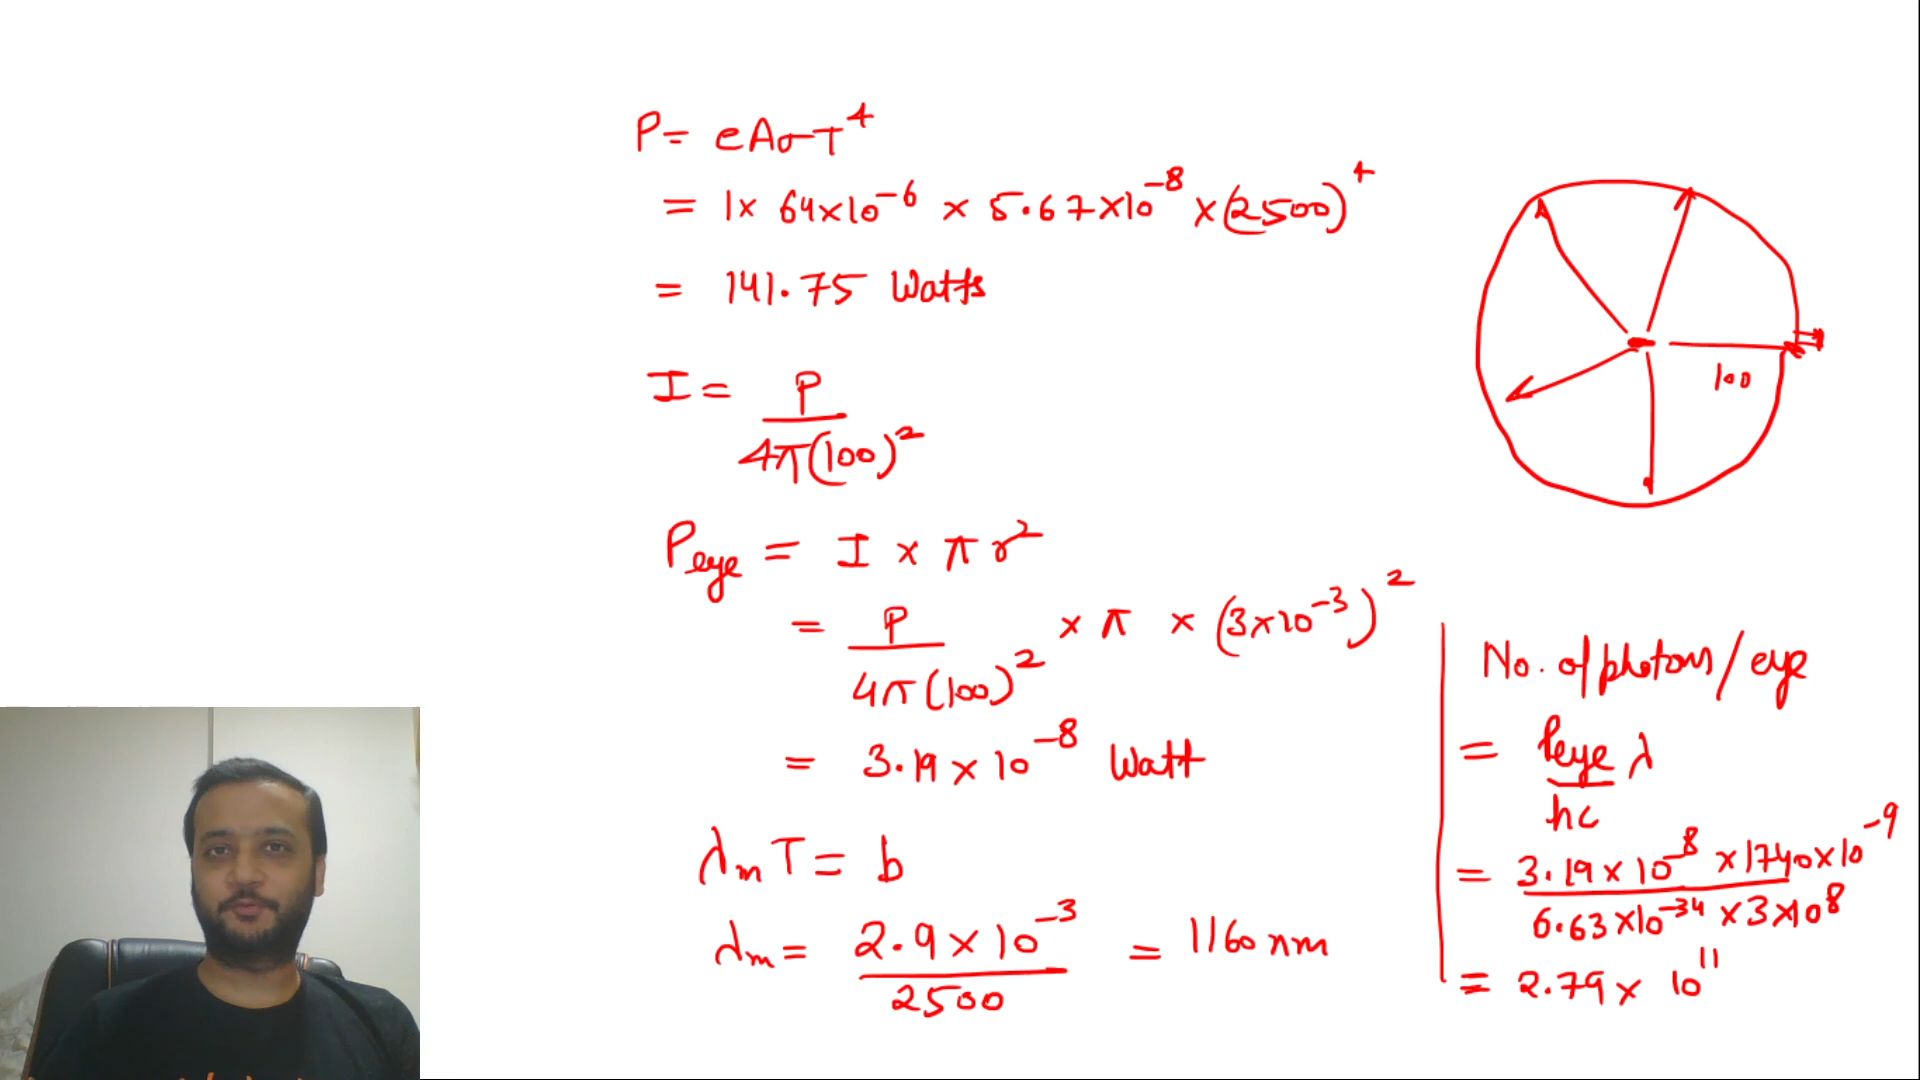 P= eAσT⁴
= 1× 64×10⁻⁶ × 5.67×10⁻⁸ ×(2500)⁴
= 141.75 Watts
I = P / 4π(100)²
P_eye = I × π r²
= P / 4π(100)² × π × (3×10⁻³)²
= 3.19 × 10⁻⁸ Watt
λₘ T = b
λₘ = 2.9 × 10⁻³ / 2500 = 1160 nm
100
No. of photons/eye
= P_eye λ / hc
= 3.19 × 10⁻⁸ ×1740×10⁻⁹ / 6.63×10⁻³⁴ ×3×10⁸
= 2.79 × 10¹¹